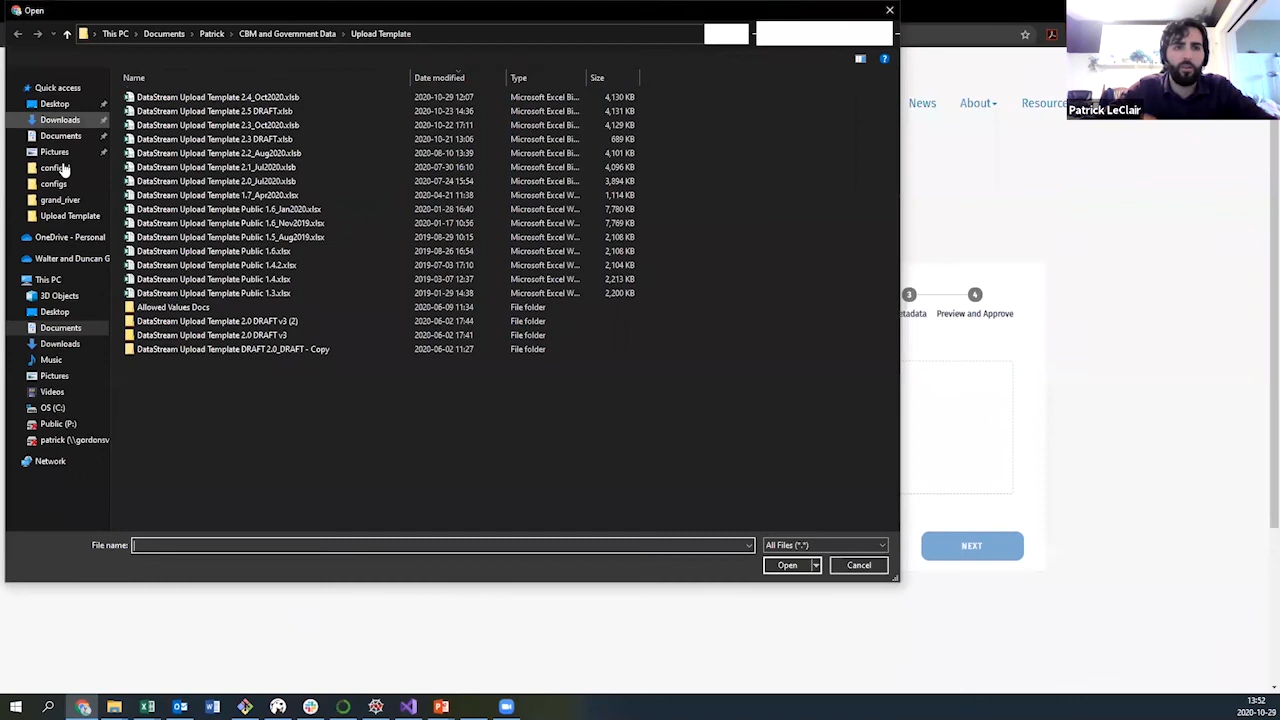 Open
This PC > Documents > Patrick > CBM and Government Data > Upload Template
Name Date modified Type Size
Quick access
Desktop
Downloads
Documents
Pictures
configs
grand_river
Upload Template
OneDrive - Personal
Walter and Duncan G
This PC
3D Objects
Desktop
Documents
Downloads
Music
Pictures
Videos
OS (C:)
Public (P:)
patrick (\\gordonsv
Network
DataStream Upload Template 2.4_Oct2020.xlsb 2020-10-29 12:07 Microsoft Excel Bi... 4,130 KB
DataStream Upload Template 2.5 DRAFT.xlsb 2020-10-23 14:36 Microsoft Excel Bi... 4,131 KB
DataStream Upload Template 2.3_Oct2020.xlsb 2020-10-22 17:11 Microsoft Excel Bi... 4,129 KB
DataStream Upload Template 2.3 DRAFT.xlsb 2020-10-21 13:06 Microsoft Excel Bi... 689 KB
DataStream Upload Template 2.2_Aug2020.xlsb 2020-08-10 13:39 Microsoft Excel Bi... 4,101 KB
DataStream Upload Template 2.1_Jul2020.xlsb 2020-07-30 16:10 Microsoft Excel Bi... 4,096 KB
DataStream Upload Template 2.0_Jul2020.xlsb 2020-07-24 15:54 Microsoft Excel Bi... 3,894 KB
DataStream Upload Template 1.7_Apr2020.xlsx 2020-04-21 11:38 Microsoft Excel W... 1,114 KB
DataStream Upload Template Public 1.6_Jan2020.xlsx 2020-01-28 16:40 Microsoft Excel W... 7,780 KB
DataStream Upload Template Public 1.6_Nov2019.xlsx 2020-01-17 10:56 Microsoft Excel W... 7,769 KB
DataStream Upload Template Public 1.5_Aug2019.xlsx 2019-08-29 10:15 Microsoft Excel W... 2,108 KB
DataStream Upload Template Public 1.6.xlsx 2019-08-26 16:54 Microsoft Excel W... 2,108 KB
DataStream Upload Template Public 1.4.2.xlsx 2019-07-03 17:10 Microsoft Excel W... 2,104 KB
DataStream Upload Template Public 1.4.xlsx 2019-03-07 12:37 Microsoft Excel W... 2,213 KB
DataStream Upload Template Public 1.3.xlsx 2019-01-29 14:38 Microsoft Excel W... 2,200 KB
Allowed Values Docs 2020-06-09 11:34 File folder
DataStream Upload Template 2.0 DRAFT v3 (2) 2020-06-02 17:44 File folder
DataStream Upload Template 2.0 DRAFT v3 2020-06-02 17:41 File folder
DataStream Upload Template DRAFT 2.0_DRAFT - Copy 2020-06-02 11:27 File folder
File name: All Files (*.*)
Open Cancel
Patrick LeClair
News About Resource
3 4
etadata Preview and Approve
NEXT
13:52
2020-10-29